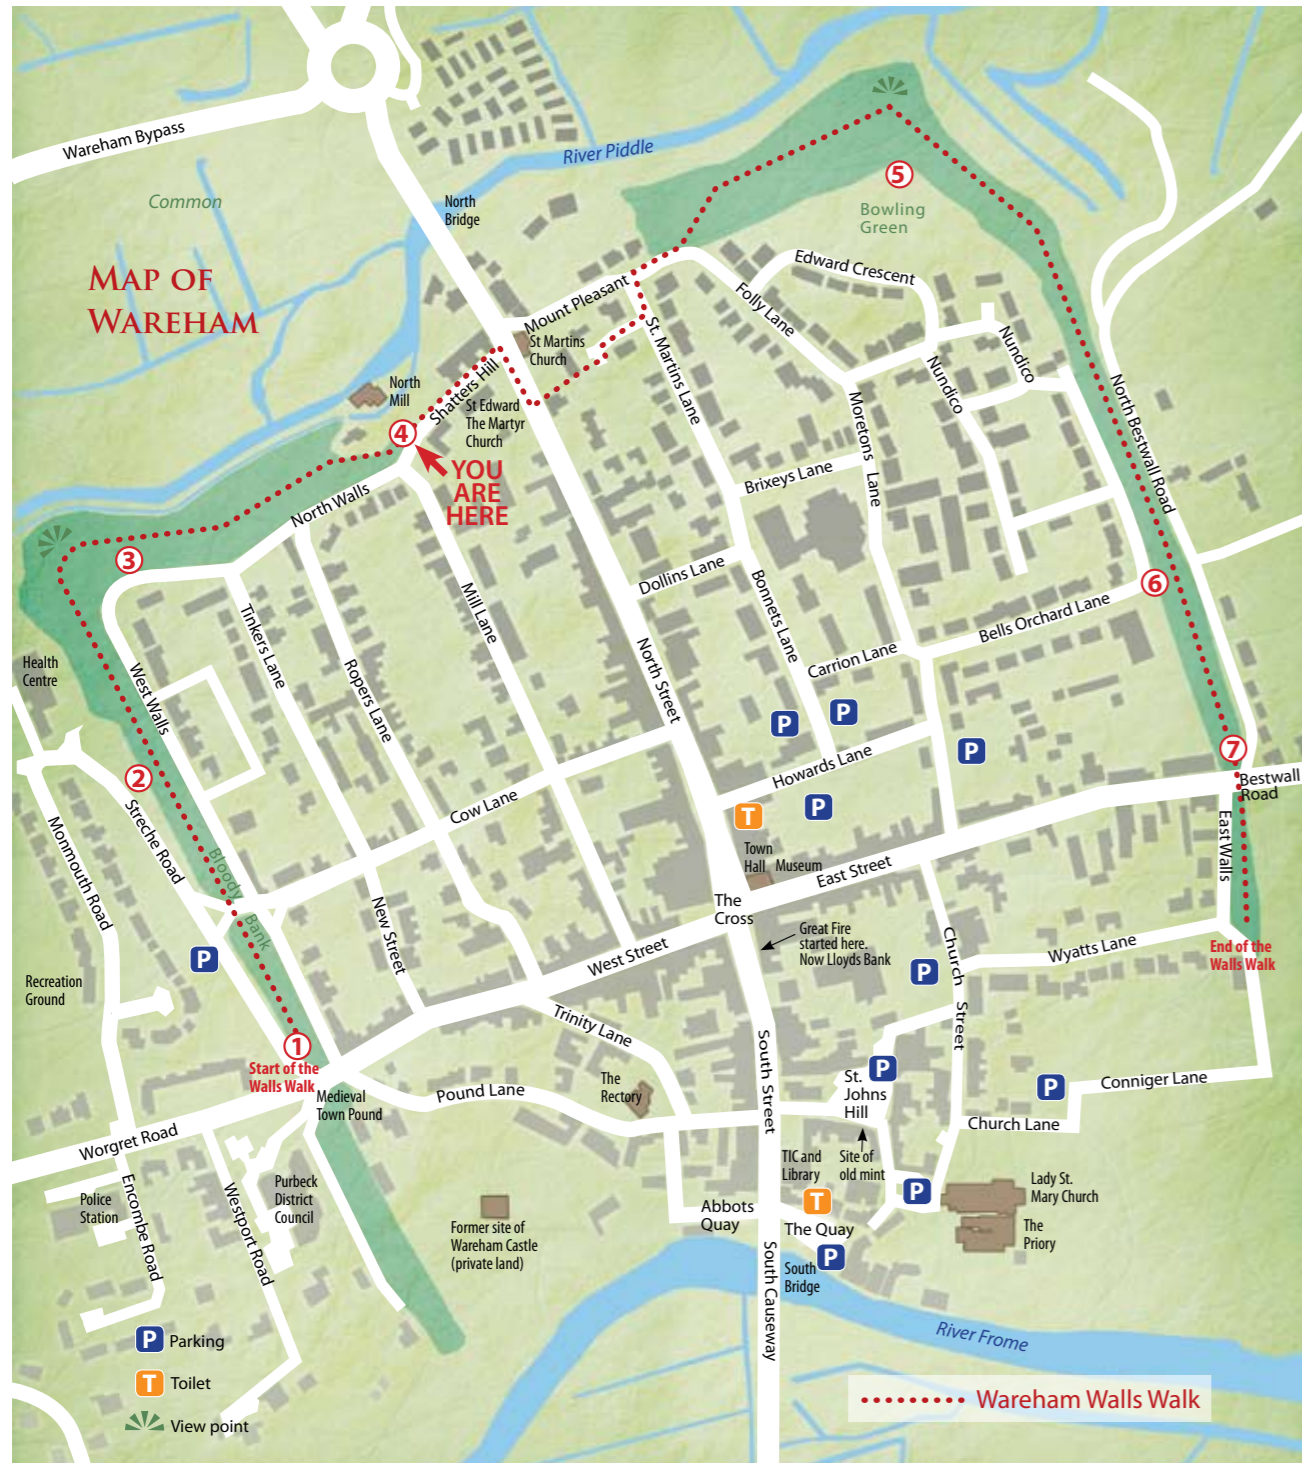 Wareham Bypass
Common
MAP OF
WAREHAM
River Piddle
North
Bridge
5
Bowling
Green
Edward Crescent
Folly Lane
Mount Pleasant
St Martins
Church
St. Martins Lane
Nundico
Nundico
North
Mill
Shatters Hill
St Edward
The Martyr
Church
4
YOU
ARE
HERE
North Bestwall Road
Moretons Lane
Brixeys Lane
North Walls
3
Dollins Lane
Bonnets Lane
6
Bells Orchard Lane
Mill Lane
Tinkers Lane
Ropers Lane
North Street
Carrion Lane
Health
Centre
West Walls
P
P
P
7
2
Howards Lane
Bestwall
Road
Streche Road
Cow Lane
P
T
Monmouth Road
Bloody
Bank
Town
Hall
Museum
East Street
East Walls
New Street
The
Cross
Great Fire
started here.
Now Lloyds Bank
Church Street
Wyatts Lane
End of the
Walls Walk
P
P
West Street
Recreation
Ground
Trinity Lane
1
Start of the
Walls Walk
Medieval
Town Pound
Pound Lane
The
Rectory
South Street
St.
Johns
Hill
P
P
Conniger Lane
Church Lane
Worgret Road
TIC and
Library
Site of
old mint
Police
Station
Encombe Road
Westport Road
Purbeck
District
Council
Former site of
Wareham Castle
(private land)
Abbots
Quay
T
The Quay
P
Lady St.
Mary Church
The
Priory
South
Bridge
P
South Causeway
River Frome
P Parking
T Toilet
View point
Wareham Walls Walk